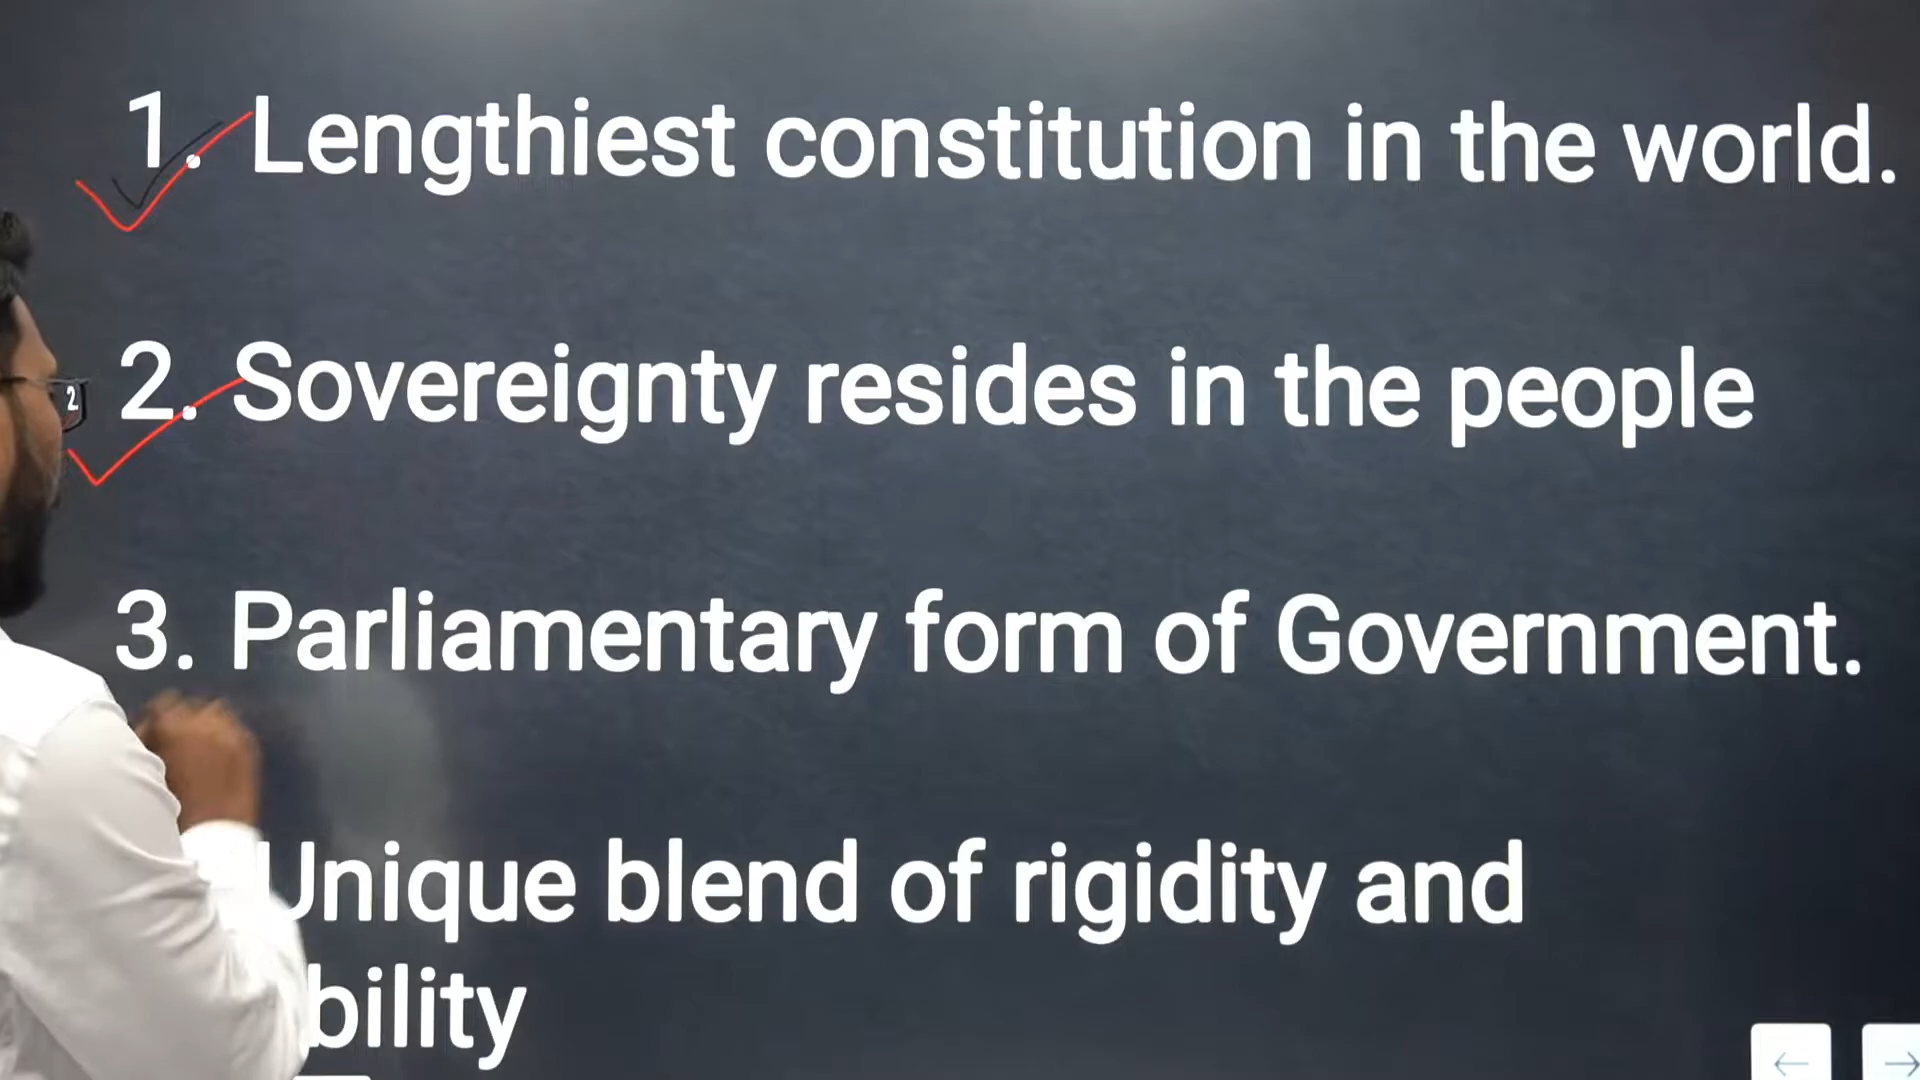 1. Lengthiest constitution in the world.
2. Sovereignty resides in the people
3. Parliamentary form of Government.
Unique blend of rigidity and
bility